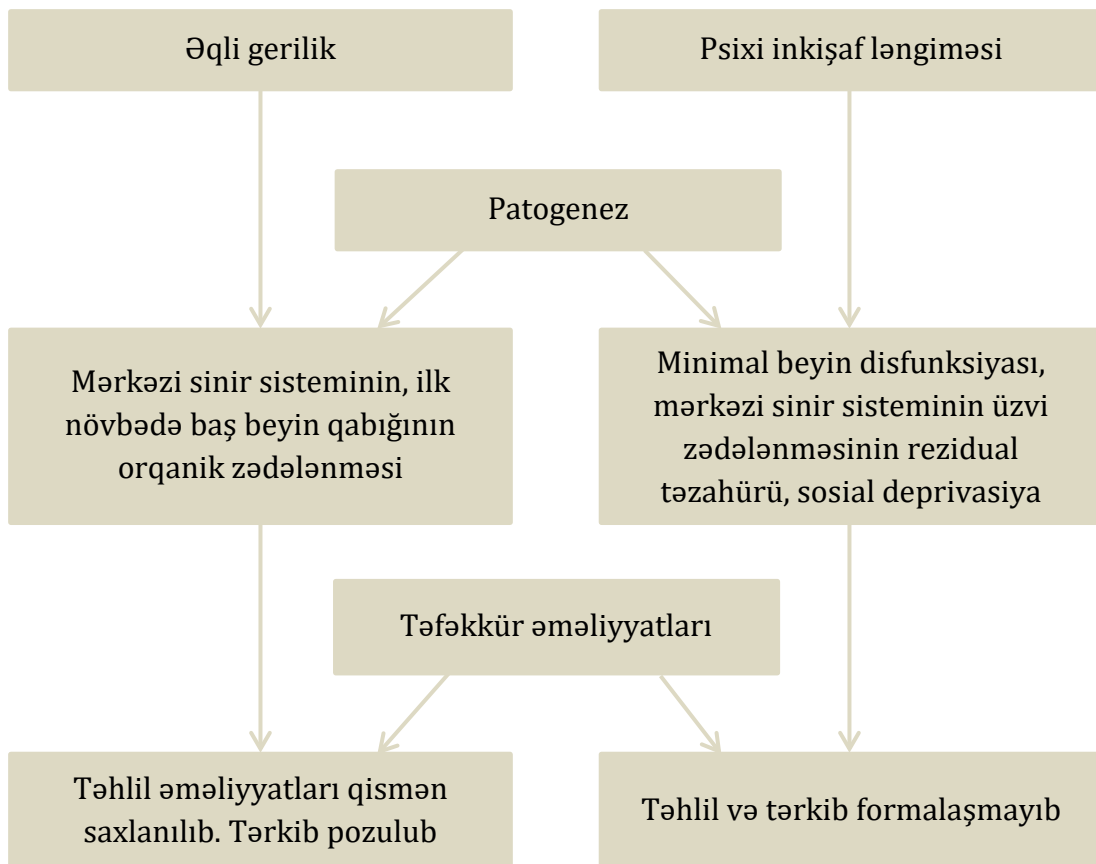 Əqli gerilik
Psixi inkişaf ləngiməsi
Patogenez
Mərkəzi sinir sisteminin, ilk
növbədə baş beyin qabığının
orqanik zədələnməsi
Minimal beyin disfunksiyası,
mərkəzi sinir sisteminin üzvi
zədələnməsinin rezidual
təzahürü, sosial deprivasiya
Təfəkkür əməliyyatları
Təhlil əməliyyatları qismən
saxlanılıb. Tərkib pozulub
Təhlil və tərkib formalaşmayıb